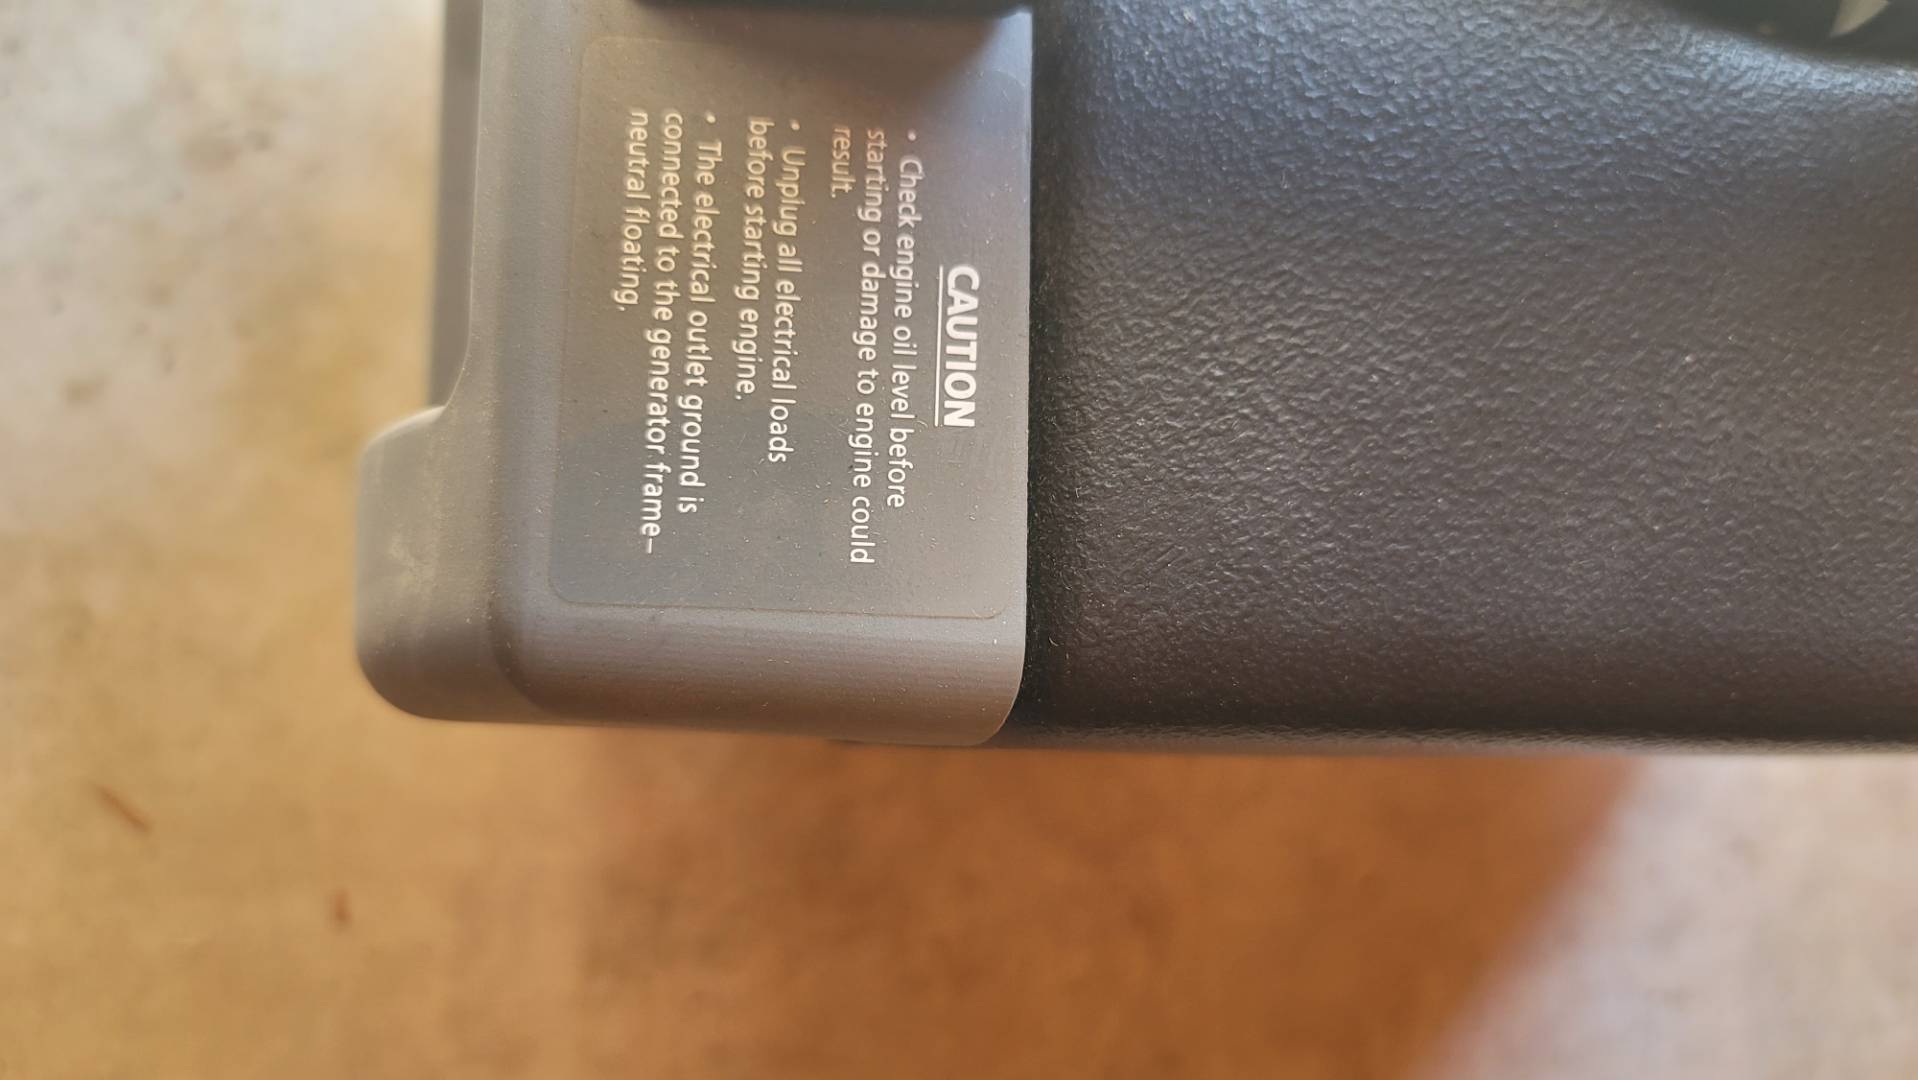 CAUTION
• Check engine oil level before
starting or damage to engine could
result.
• Unplug all electrical loads
before starting engine.
• The electrical outlet ground is
connected to the generator frame–
neutral floating.